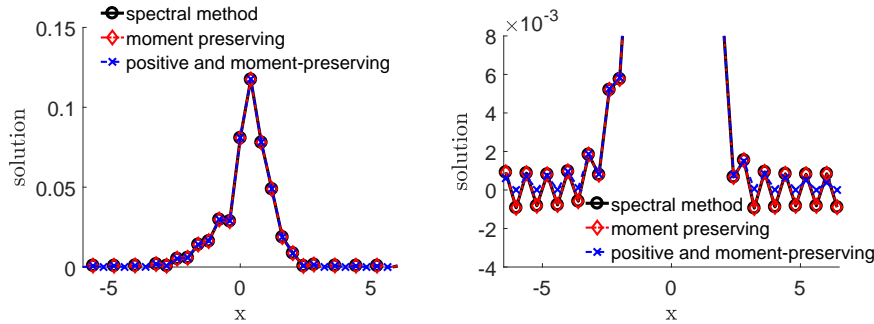 spectral method
moment preserving
positive and moment-preserving
0.15
0.1
0.05
0
solution
-5 0 5
x
×10⁻³
8
6
4
2
0
-2
-4
solution
spectral method
moment preserving
positive and moment-preserving
-5 0 5
x